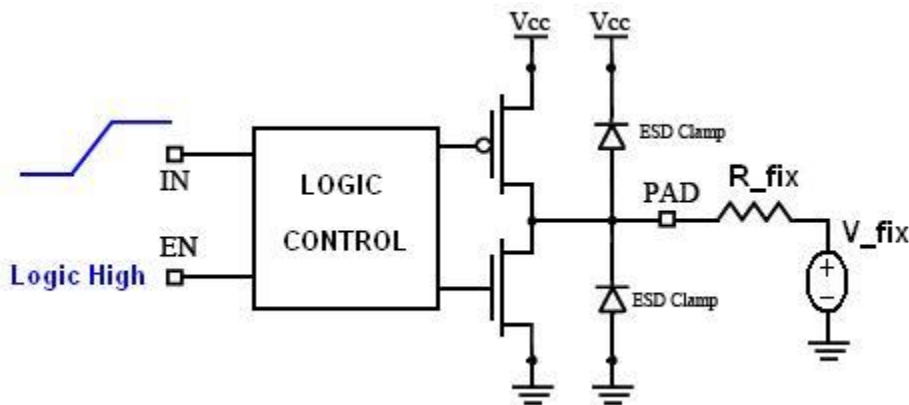 Vcc
Vcc
ESD Clamp
R_fix
IN
LOGIC
CONTROL
PAD
EN
V_fix
Logic High
ESD Clamp
+
−